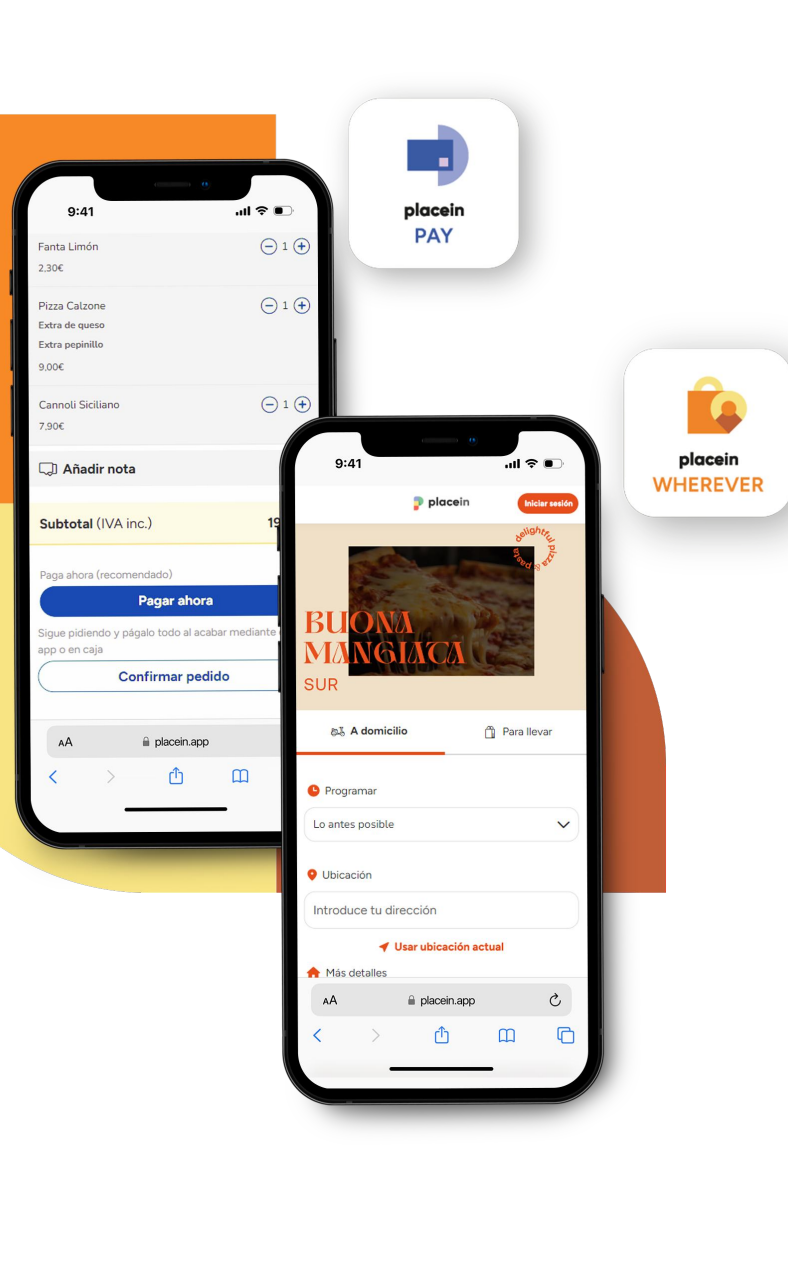 placein
PAY
9:41
Fanta Limón
1
2,30€
Pizza Calzone
1
Extra de queso
Extra pepinillo
9,00€
Cannoli Siciliano
1
7,90€
Añadir nota
Subtotal (IVA inc.)
19
Paga ahora (recomendado)
Pagar ahora
Sigue pidiendo y págalo todo al acabar mediante
app o en caja
Confirmar pedido
AA
placein.app
placein
WHEREVER
9:41
placein
Iniciar sesión
delightful pizza & pasta
BUONA
MANGIATA
SUR
A domicilio
Para llevar
Programar
Lo antes posible
Ubicación
Introduce tu dirección
Usar ubicación actual
Más detalles
AA
placein.app